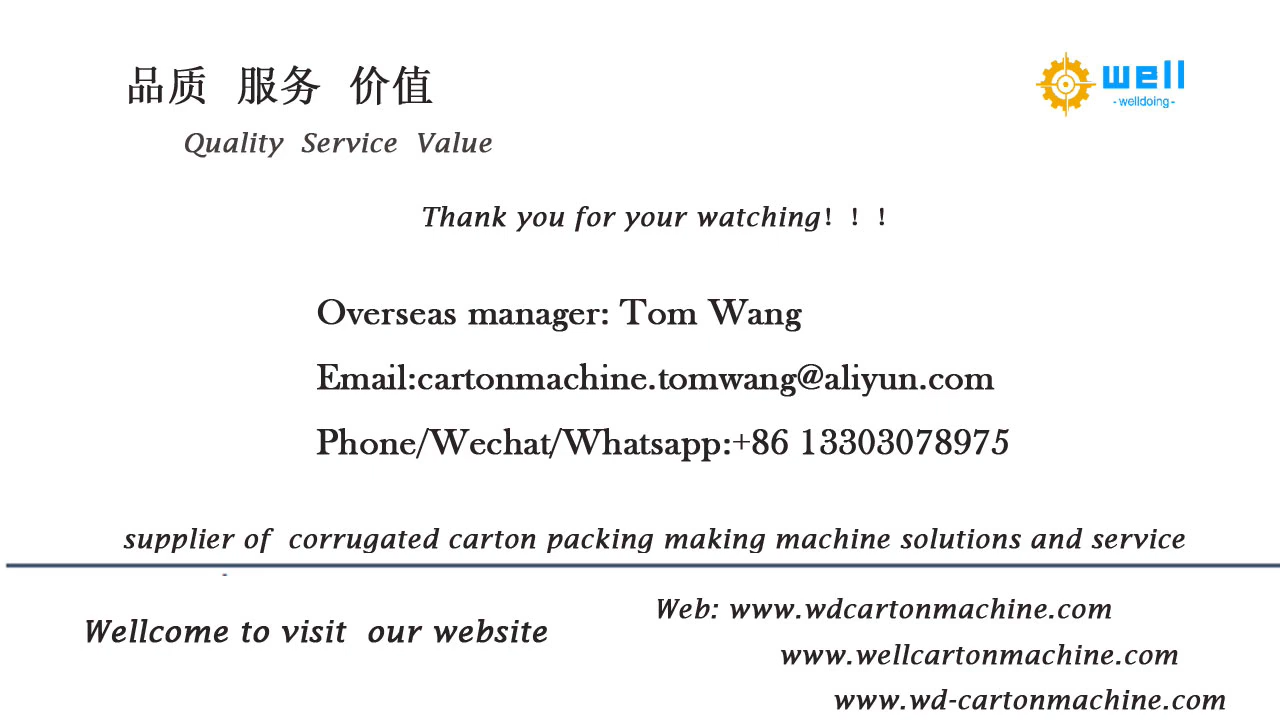 品质 服务 价值
well
-welldoing-
Quality Service Value
Thank you for your watching！！！
Overseas manager: Tom Wang
Email:cartonmachine.tomwang@aliyun.com
Phone/Wechat/Whatsapp:+86 13303078975
supplier of corrugated carton packing making machine solutions and service
Wellcome to visit our website
Web: www.wdcartonmachine.com
www.wellcartonmachine.com
www.wd-cartonmachine.com